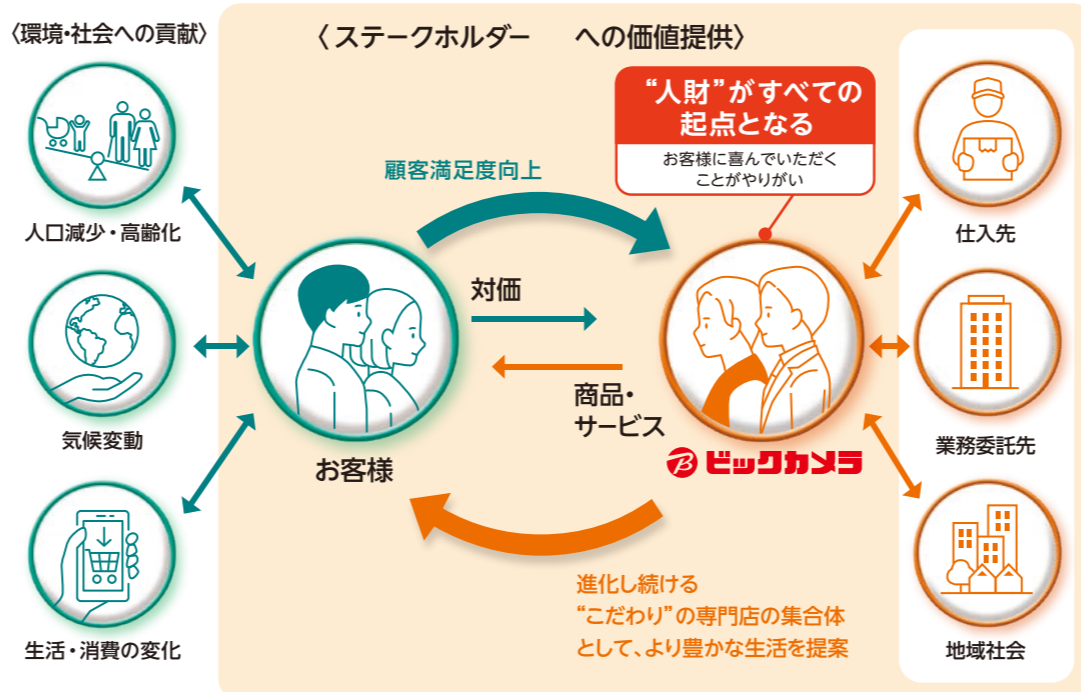 〈環境・社会への貢献〉
〈ステークホルダー への価値提供〉
人口減少・高齢化
気候変動
生活・消費の変化
顧客満足度向上
お客様
対価
商品・
サービス
“人財”がすべての
起点となる
お客様に喜んでいただく
ことがやりがい
ビックカメラ
進化し続ける
“こだわり”の専門店の集合体
として、より豊かな生活を提案
仕入先
業務委託先
地域社会